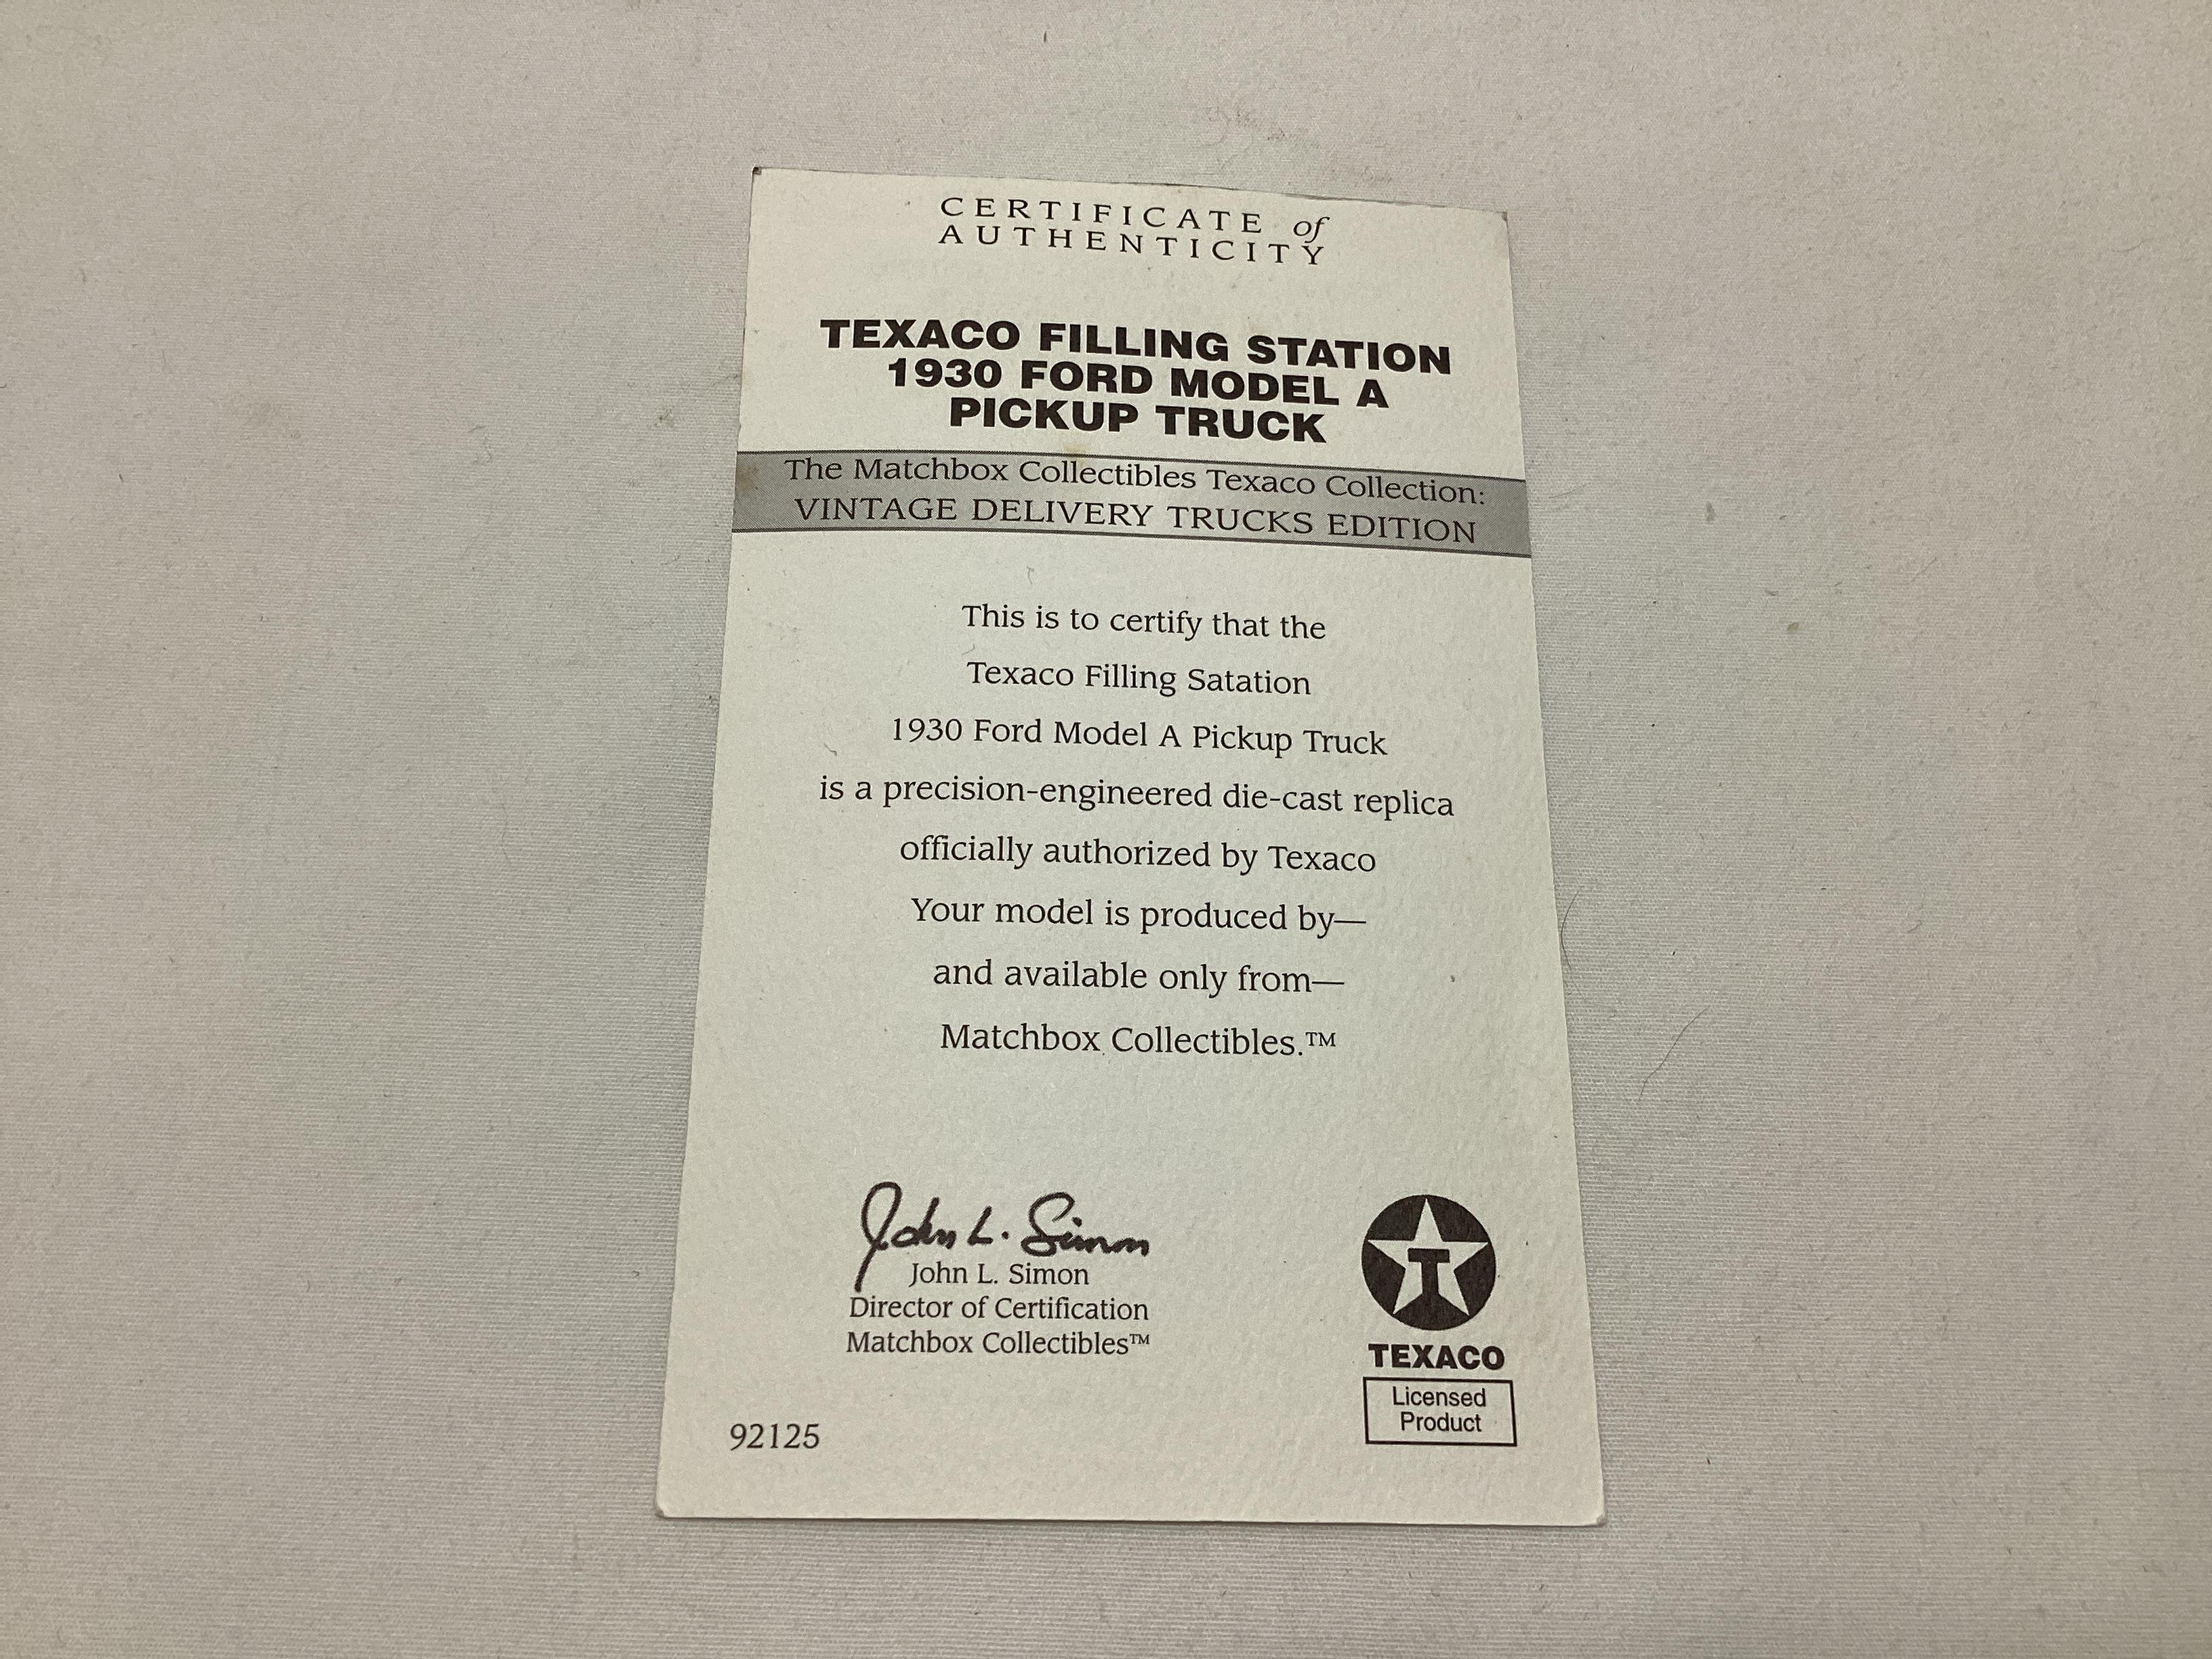 CERTIFICATE of
AUTHENTICITY
TEXACO FILLING STATION
1930 FORD MODEL A
PICKUP TRUCK
The Matchbox Collectibles Texaco Collection:
VINTAGE DELIVERY TRUCKS EDITION
This is to certify that the
Texaco Filling Satation
1930 Ford Model A Pickup Truck
is a precision-engineered die-cast replica
officially authorized by Texaco
Your model is produced by—
and available only from—
Matchbox Collectibles.™
John L. Simon
John L. Simon
Director of Certification
Matchbox Collectibles™
92125
T
TEXACO
Licensed
Product